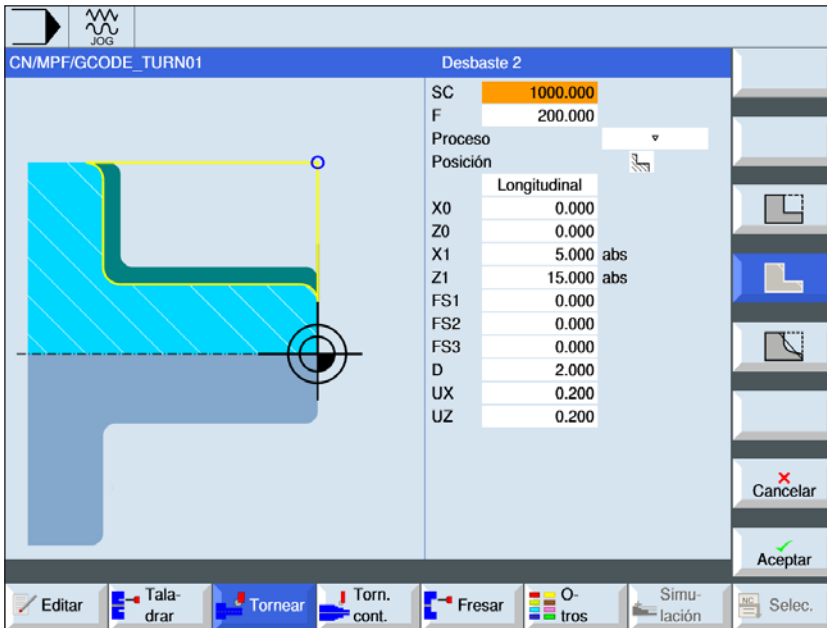 JOG
CN/MPF/GCODE_TURN01
Desbaste 2
SC 1000.000
F 200.000
Proceso ▿
Posición
Longitudinal
X0 0.000
Z0 0.000
X1 5.000 abs
Z1 15.000 abs
FS1 0.000
FS2 0.000
FS3 0.000
D 2.000
UX 0.200
UZ 0.200
Cancelar
Aceptar
Editar
Tala-
drar
Tornear
Torn.
cont.
Fresar
O-
tros
Simu-
lación
NC
Selec.